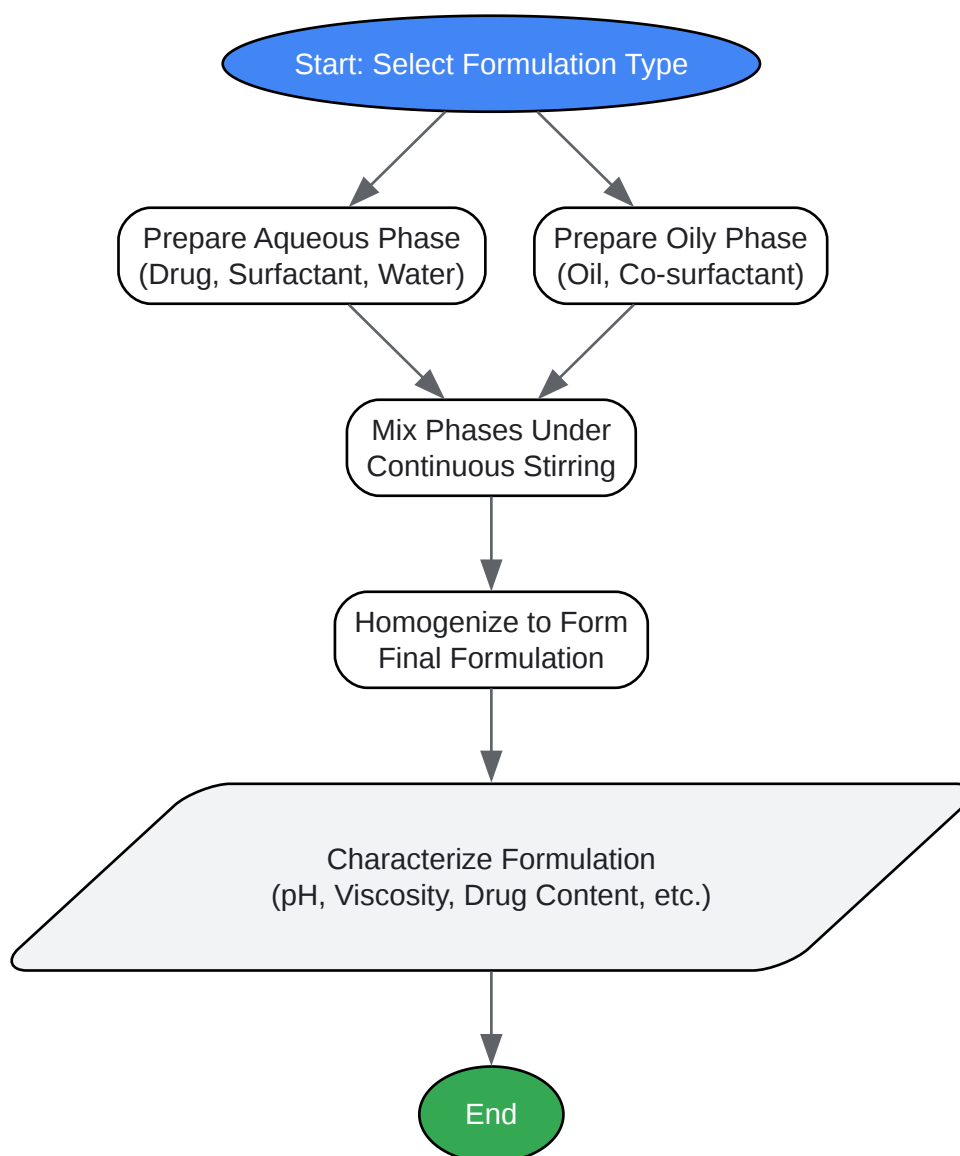 Start: Select Formulation Type
Prepare Aqueous Phase
(Drug, Surfactant, Water)
Prepare Oily Phase
(Oil, Co-surfactant)
Mix Phases Under
Continuous Stirring
Homogenize to Form
Final Formulation
Characterize Formulation
(pH, Viscosity, Drug Content, etc.)
End